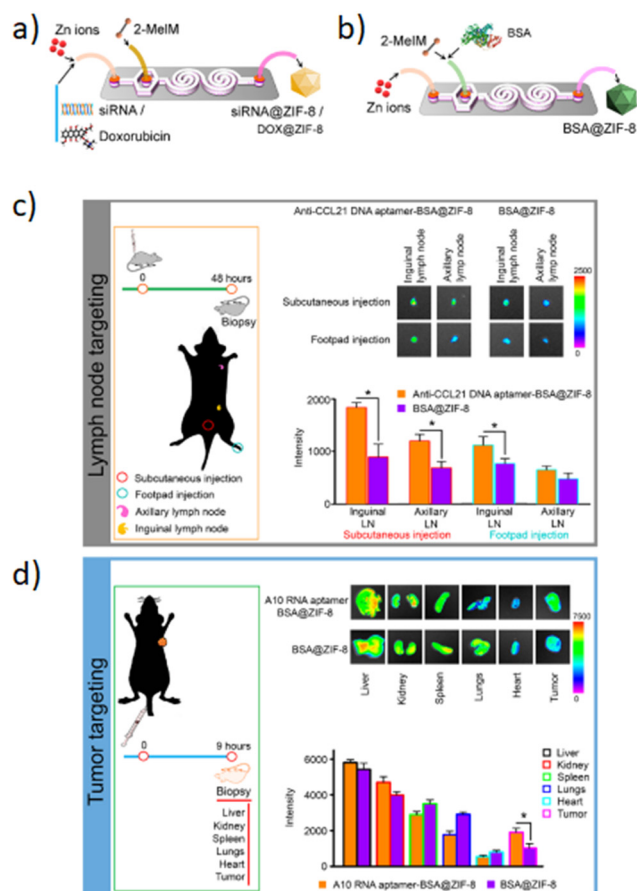 a)
Zn ions
2-MeIM
siRNA /
Doxorubicin
siRNA@ZIF-8 /
DOX@ZIF-8
b)
2-MeIM
BSA
Zn ions
BSA@ZIF-8
c)
Lymph node targeting
0
48 hours
Biopsy
Subcutaneous injection
Footpad injection
Axillary lymph node
Inguinal lymph node
Anti-CCL21 DNA aptamer-BSA@ZIF-8
BSA@ZIF-8
Inguinal lymph node
Axillary lymp node
Inguinal lymph node
Axillary lymp node
Subcutaneous injection
Footpad injection
2500
0
Anti-CCL21 DNA aptamer-BSA@ZIF-8
BSA@ZIF-8
Intensity
2000
1000
0
*
*
*
Inguinal LN
Axillary LN
Inguinal LN
Axillary LN
Subcutaneous injection
Footpad injection
d)
Tumor targeting
0
9 hours
Biopsy
Liver
Kidney
Spleen
Lungs
Heart
Tumor
A10 RNA aptamer
BSA@ZIF-8
BSA@ZIF-8
Liver
Kidney
Spleen
Lungs
Heart
Tumor
7500
0
Intensity
6000
4000
2000
0
*
Liver
Kidney
Spleen
Lungs
Heart
Tumor
A10 RNA aptamer-BSA@ZIF-8
BSA@ZIF-8